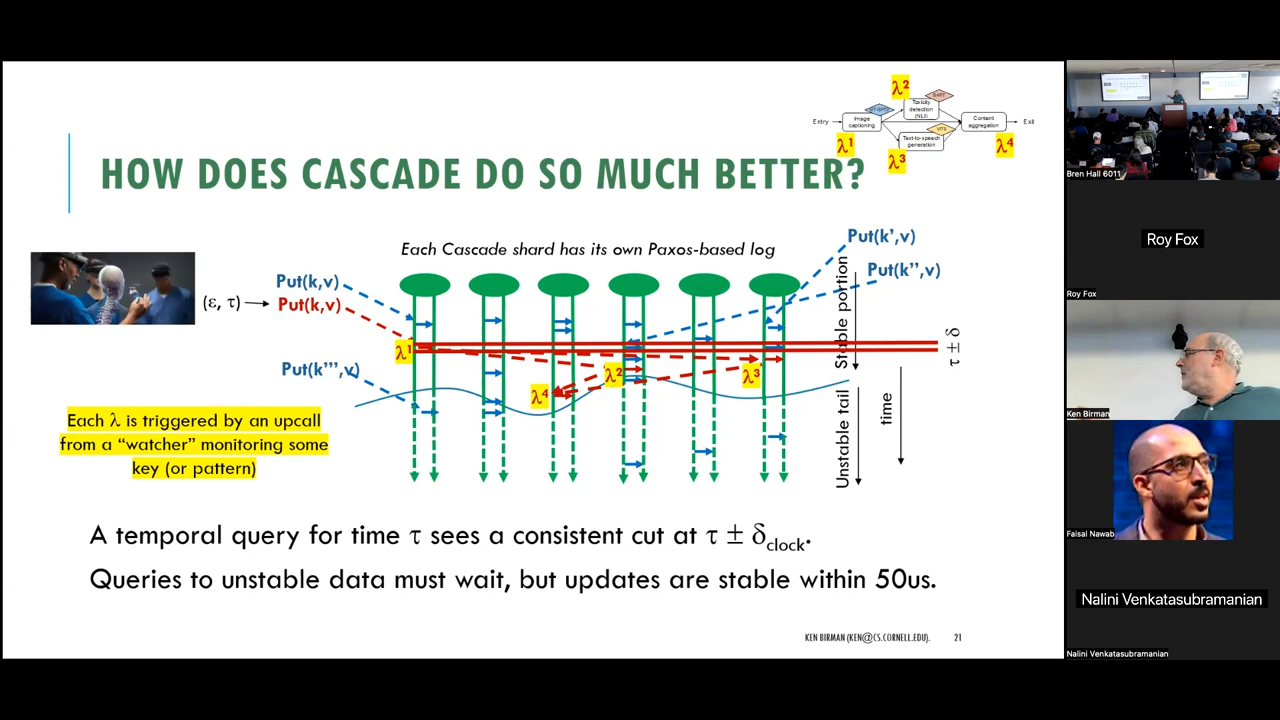 HOW DOES CASCADE DO SO MUCH BETTER?
λ²
BART
Toxicity
detection
(NLI)
Entry
Image
captioning
Content
aggregation
Exit
VITS
Text-to-speech
generation
λ¹
λ³
λ⁴
Each Cascade shard has its own Paxos-based log
Put(k',v)
Put(k'',v)
Put(k,v)
(ε, τ)
Put(k,v)
Put(k''',v)
λ¹
λ²
λ³
λ⁴
Stable portion
Unstable tail
time
τ ± δ
Each λ is triggered by an upcall
from a “watcher” monitoring some
key (or pattern)
A temporal query for time τ sees a consistent cut at τ ± δclock.
Queries to unstable data must wait, but updates are stable within 50us.
KEN BIRMAN (KEN@CS.CORNELL.EDU).
21
Bren Hall 6011
Roy Fox
Roy Fox
Ken Birman
Faisal Nawab
Nalini Venkatasubramanian
Nalini Venkatasubramanian